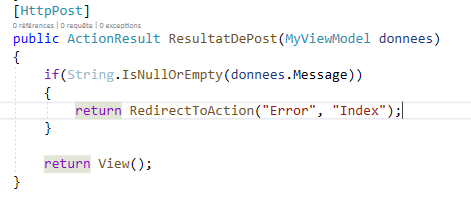 [HttpPost]
0 références | 0 requête | 0 exceptions
public ActionResult ResultatDePost(MyViewModel donnees)
{
if(String.IsNullOrEmpty(donnees.Message))
{
return RedirectToAction("Error", "Index");
}
return View();
}